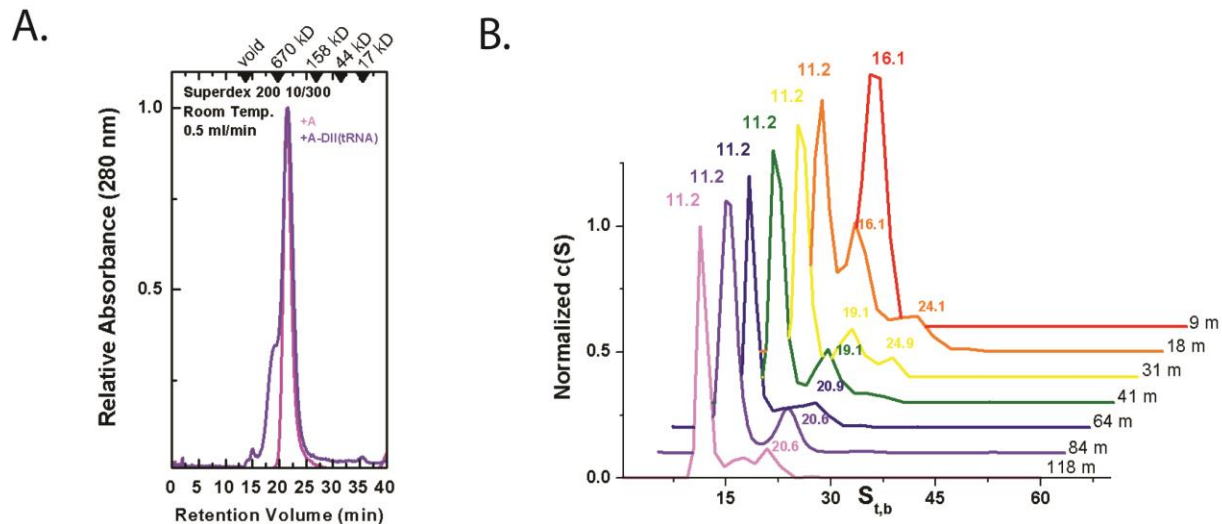 A.
void 670 kD 158 kD 44 kD 17 kD
Superdex 200 10/300
Room Temp.
0.5 ml/min
+A
+A-DII(tRNA)
1.0
0.5
Relative Absorbance (280 nm)
0 5 10 15 20 25 30 35 40
Retention Volume (min)
B.
16.1
11.2
11.2
11.2
11.2
11.2
11.2
16.1
24.1
19.1
24.9
19.1
20.9
20.6
20.6
9 m
18 m
31 m
41 m
64 m
84 m
118 m
1.0
0.5
0.0
Normalized c(S)
15 30 45 60
St,b